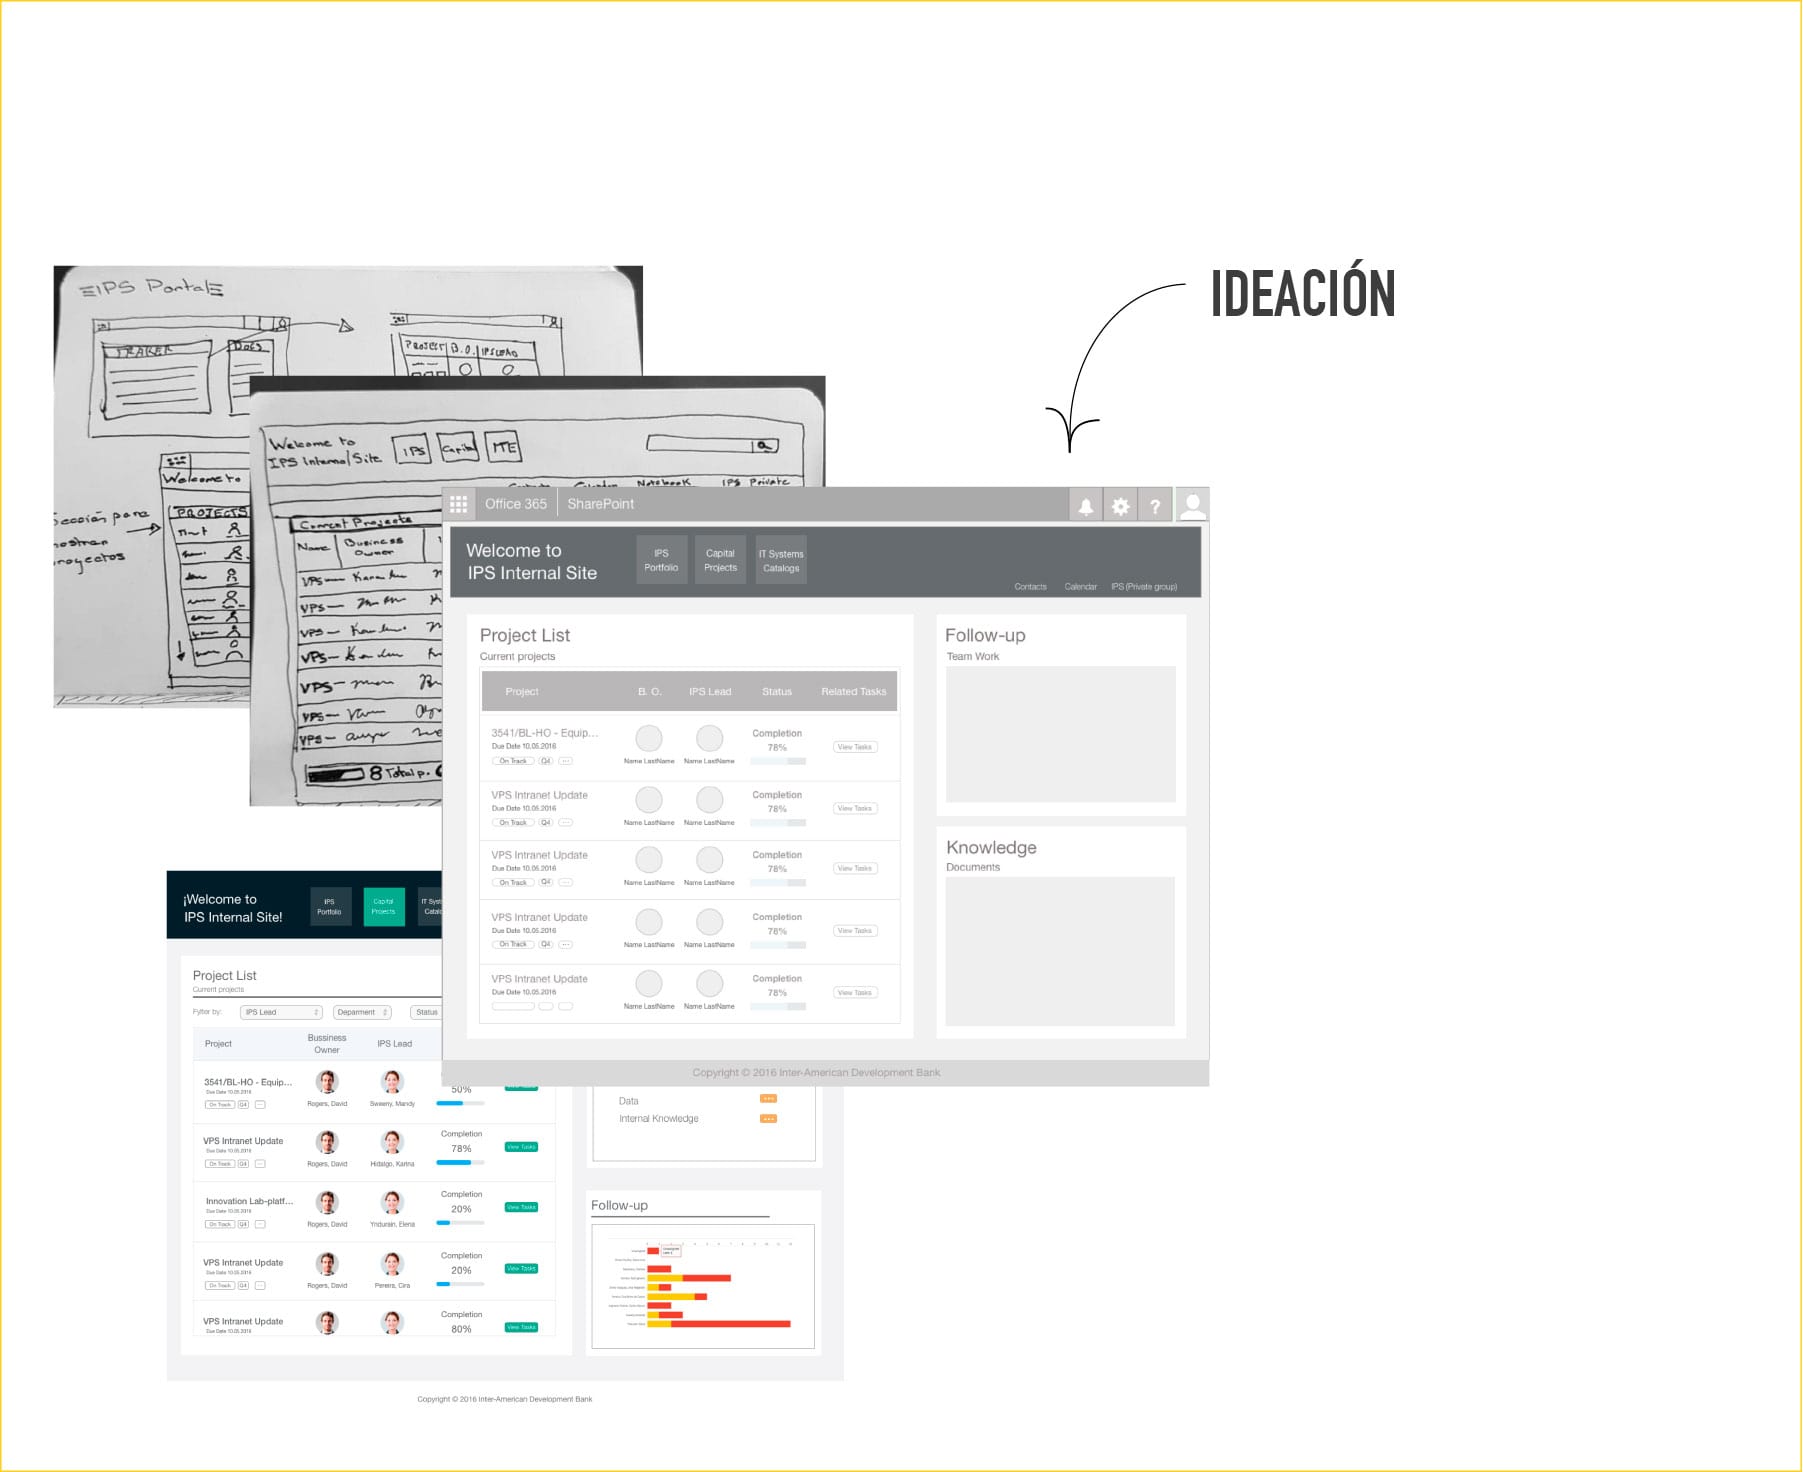 IDEACIÓN
IPS Portal
TRAKER
DOCS
PROJECT
B.O.
IPS LEAD
Welcome to
PROJECTS
Sección para
mostrar
proyectos
Welcome to
IPS Internal Site
IPS
Capital
ITE
Contacts
Calendar
Notebook
IPS Private
Current Projects
Name
Business
Owner
VPS-
VPS-
VPS-
VPS-
VPS-
VPS-
VPS-
8 Total p.
Office 365
SharePoint
?
Welcome to
IPS Internal Site
IPS
Portfolio
Capital
Projects
IT Systems
Catalogs
Contacts
Calendar
IPS (Private group)
Project List
Current projects
Project
B. O.
IPS Lead
Status
Related Tasks
3541/BL-HO - Equip...
Due Date 10.05.2016
On Track
Q4
...
Name LastName
Name LastName
Completion
78%
View Tasks
VPS Intranet Update
Due Date 10.05.2016
On Track
Q4
...
Name LastName
Name LastName
Completion
78%
View Tasks
VPS Intranet Update
Due Date 10.05.2016
On Track
Q4
...
Name LastName
Name LastName
Completion
78%
View Tasks
VPS Intranet Update
Due Date 10.05.2016
On Track
Q4
...
Name LastName
Name LastName
Completion
78%
View Tasks
VPS Intranet Update
Due Date 10.05.2016
Name LastName
Name LastName
Completion
78%
View Tasks
Follow-up
Team Work
Knowledge
Documents
Copyright © 2016 Inter-American Development Bank
¡Welcome to
IPS Internal Site!
IPS
Portfolio
Capital
Projects
IT Syst
Catalo
Project List
Current projects
Fylter by:
IPS Lead
Deparment
Status
Project
Bussiness
Owner
IPS Lead
3541/BL-HO - Equip...
Due Date 10.05.2016
On Track
Q4
...
Rogers, David
Sweeny, Mandy
50%
VPS Intranet Update
Due Date 10.05.2016
On Track
Q4
...
Rogers, David
Hidalgo, Karina
Completion
78%
View Tasks
Innovation Lab-platf...
Due Date 10.05.2016
On Track
Q4
...
Rogers, David
Yndurain, Elena
Completion
20%
View Tasks
VPS Intranet Update
Due Date 10.05.2016
On Track
Q4
...
Rogers, David
Pereira, Cira
Completion
20%
View Tasks
VPS Intranet Update
Due Date 10.05.2016
Completion
80%
View Tasks
Data
...
Internal Knowledge
...
Follow-up
Copyright © 2016 Inter-American Development Bank